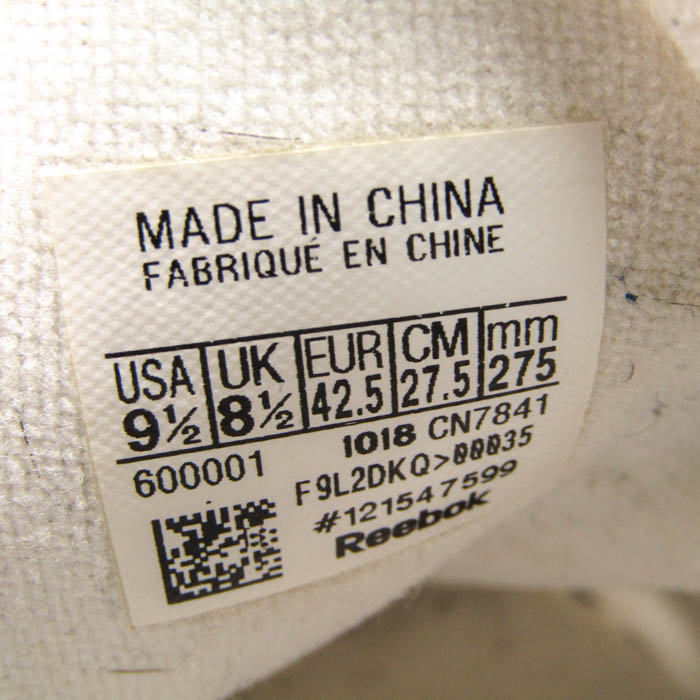 MADE IN CHINA
FABRIQUÉ EN CHINE
USA UK EUR CM mm
9½ 8½ 42.5 27.5 275
600001 1018 CN7841
F9L2DKQ>00035
#121547599
Reebok